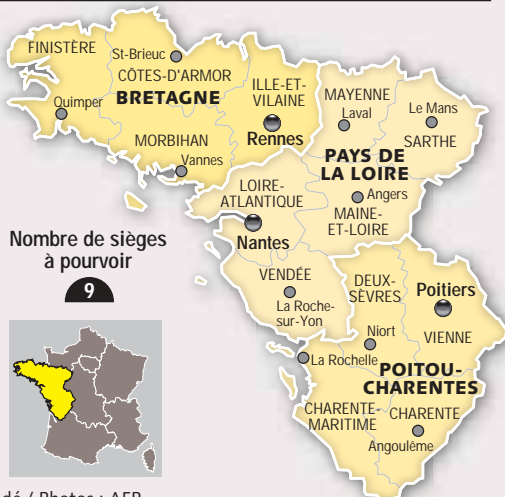 FINISTÈRE
St-Brieuc
CÔTES-D'ARMOR
BRETAGNE
ILLE-ET-
VILAINE
Quimper
Rennes
MORBIHAN
Vannes
MAYENNE
Laval
Le Mans
SARTHE
PAYS DE
LA LOIRE
LOIRE-
ATLANTIQUE
Angers
MAINE-
ET-LOIRE
Nantes
Nombre de sièges
à pourvoir
9
VENDÉE
La Roche-
sur-Yon
DEUX-
SÈVRES
Poitiers
Niort
VIENNE
La Rochelle
POITOU-
CHARENTES
CHARENTE-
MARITIME
CHARENTE
Angoulême
/ Photos : AFP